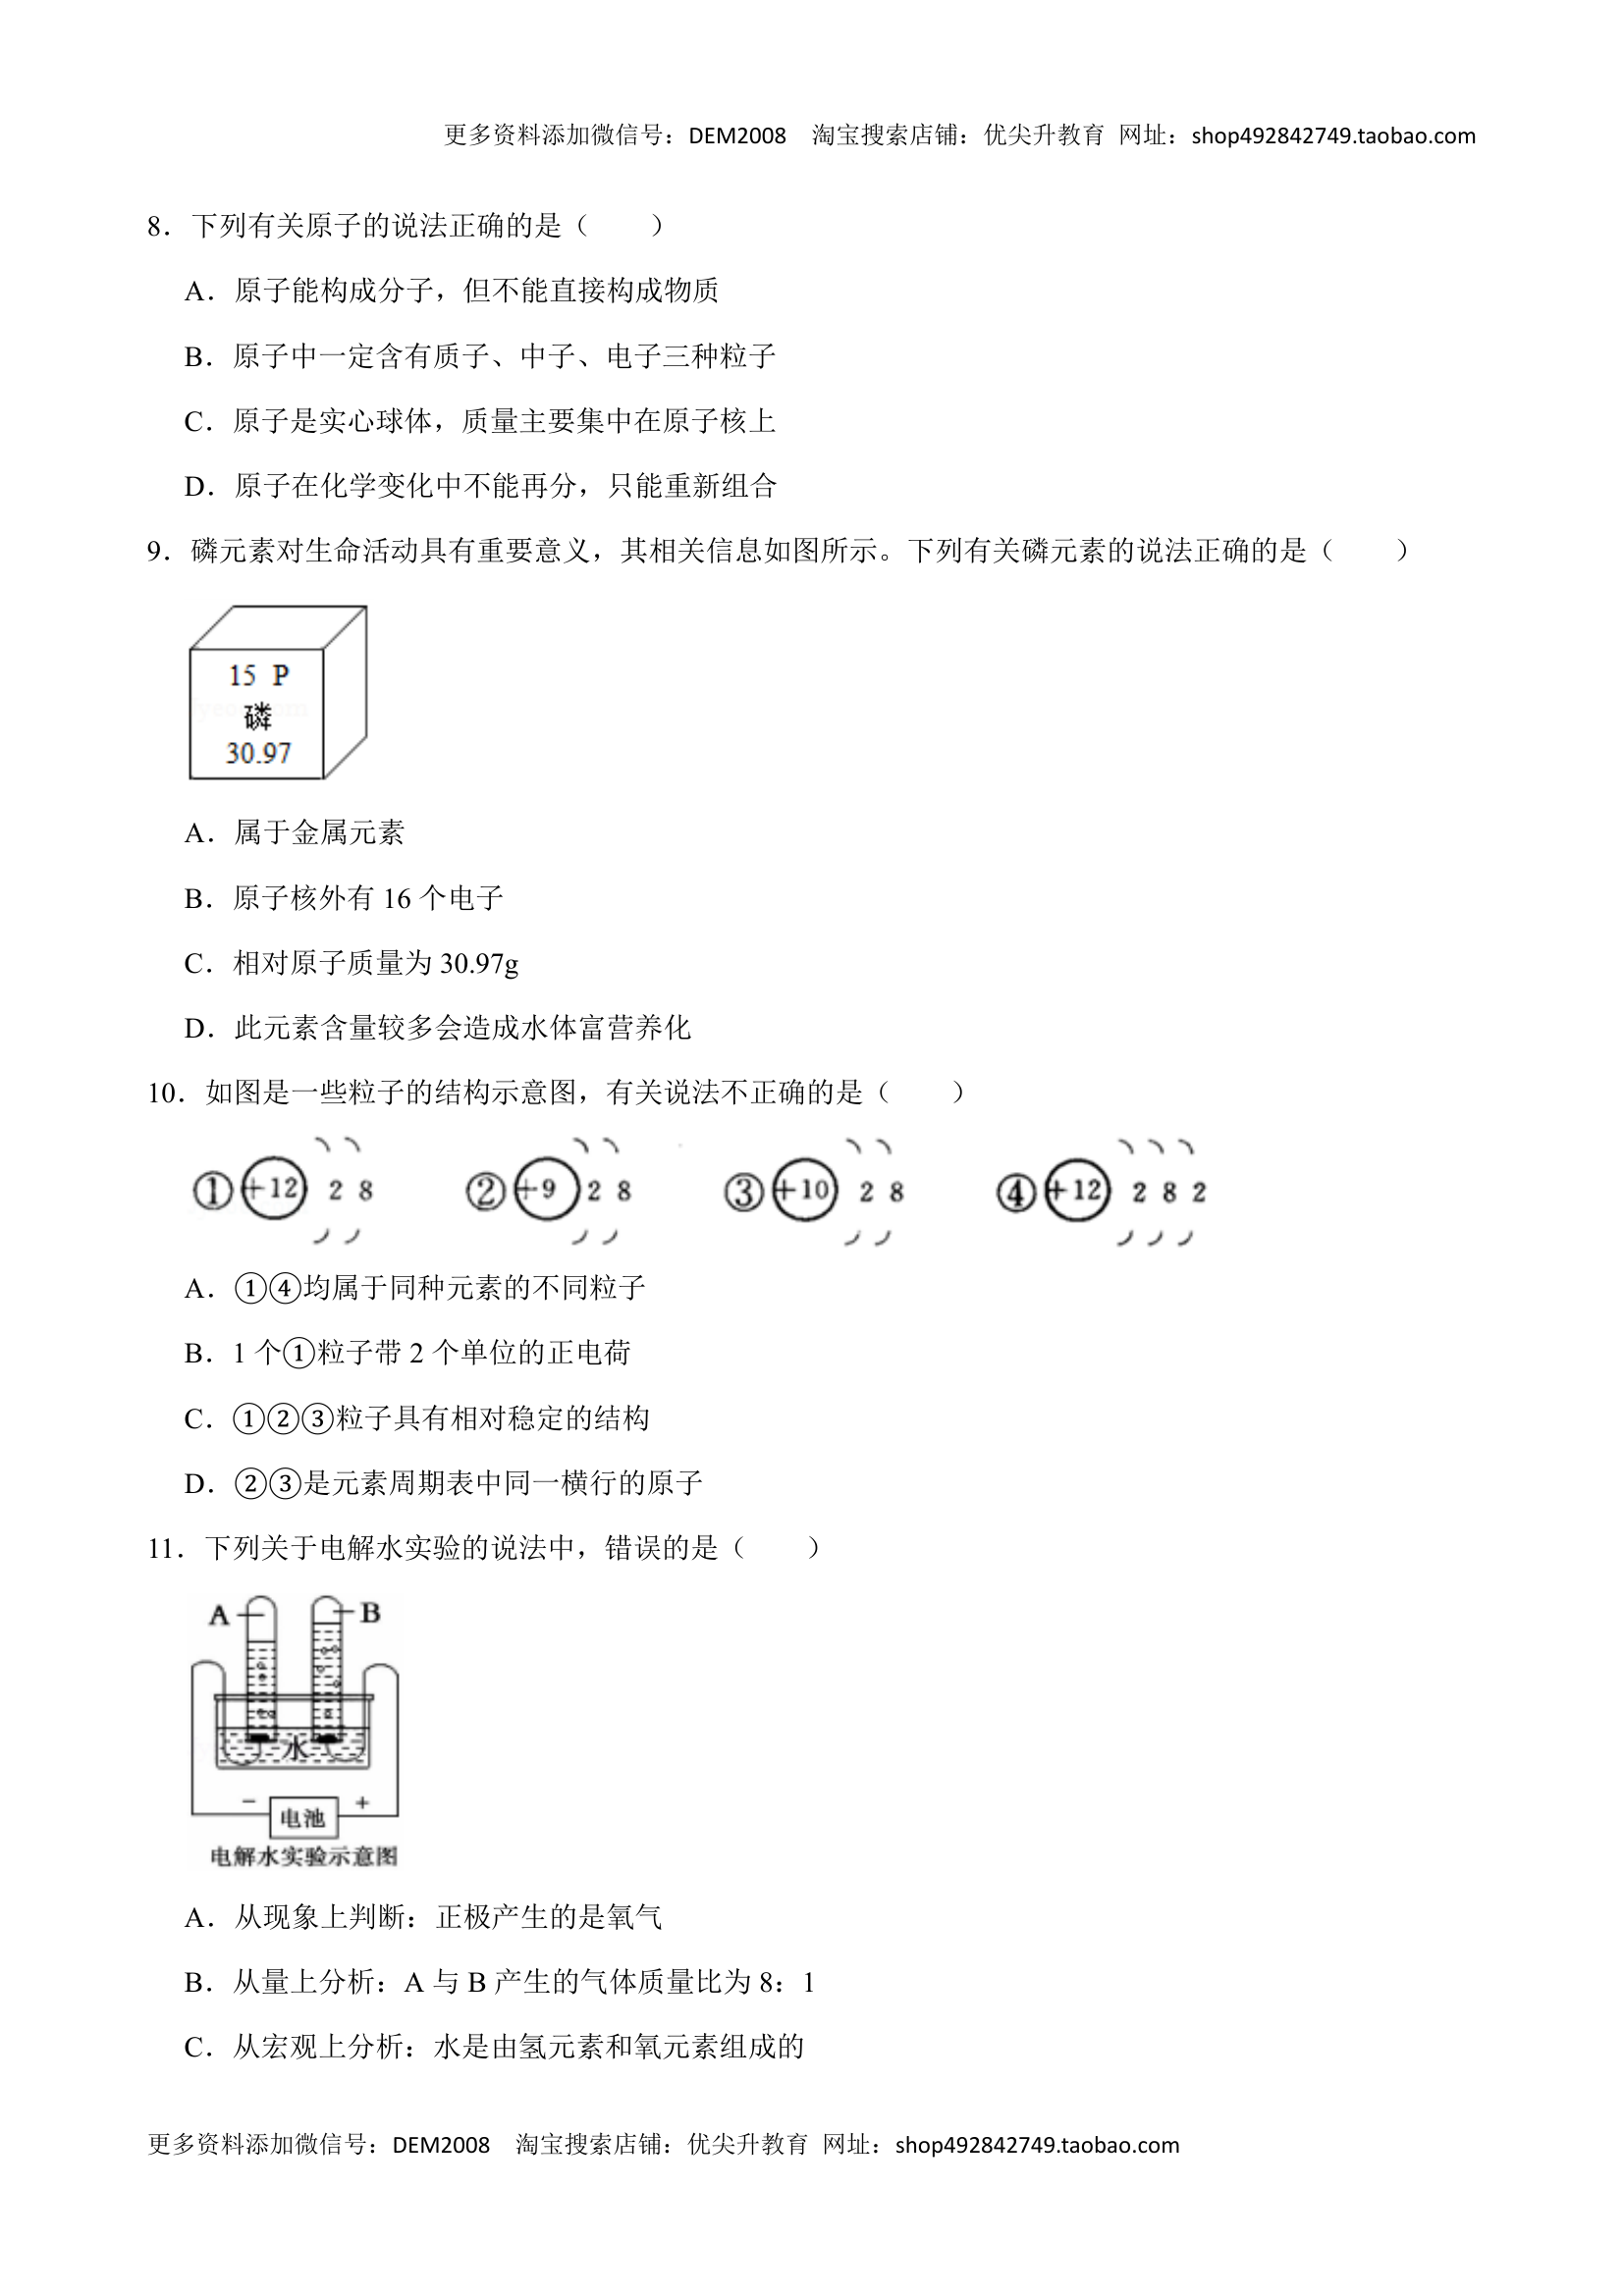 更多资料添加微信号：DEM2008  淘宝搜索店铺：优尖升教育 网址：shop492842749.taobao.com
8．下列有关原子的说法正确的是（　　）
A．原子能构成分子，但不能直接构成物质
B．原子中一定含有质子、中子、电子三种粒子
C．原子是实心球体，质量主要集中在原子核上
D．原子在化学变化中不能再分，只能重新组合
9．磷元素对生命活动具有重要意义，其相关信息如图所示。下列有关磷元素的说法正确的是（　　）
15 P
磷
30.97
A．属于金属元素
B．原子核外有 16 个电子
C．相对原子质量为 30.97g
D．此元素含量较多会造成水体富营养化
10．如图是一些粒子的结构示意图，有关说法不正确的是（　　）
① +12 2 8 ② +9 2 8 ③ +10 2 8 ④ +12 2 8 2
A．①④均属于同种元素的不同粒子
B．1 个①粒子带 2 个单位的正电荷
C．①②③粒子具有相对稳定的结构
D．②③是元素周期表中同一横行的原子
11．下列关于电解水实验的说法中，错误的是（　　）
A B
水
− +
电池
电解水实验示意图
A．从现象上判断：正极产生的是氧气
B．从量上分析：A 与 B 产生的气体质量比为 8：1
C．从宏观上分析：水是由氢元素和氧元素组成的
更多资料添加微信号：DEM2008  淘宝搜索店铺：优尖升教育 网址：shop492842749.taobao.com